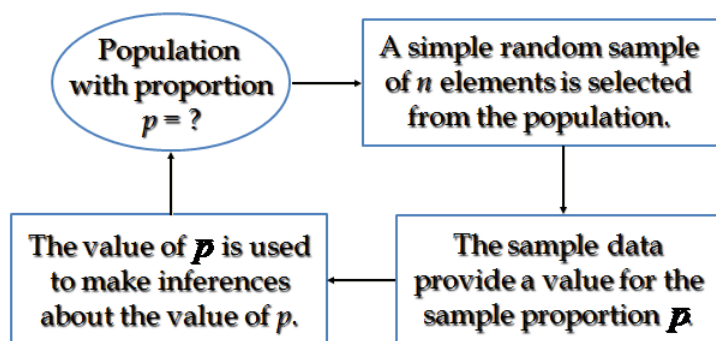 Population
with proportion
p = ?
A simple random sample
of n elements is selected
from the population.
The sample data
provide a value for the
sample proportion p̄.
The value of p̄ is used
to make inferences
about the value of p.